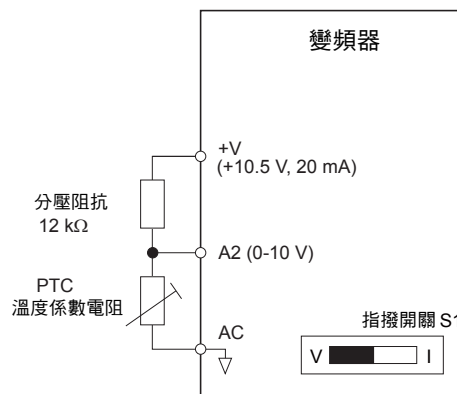 變頻器
+V
(+10.5 V, 20 mA)
分壓阻抗
12 kΩ
A2 (0-10 V)
PTC
溫度係數電阻
AC
指撥開關 S1
V I